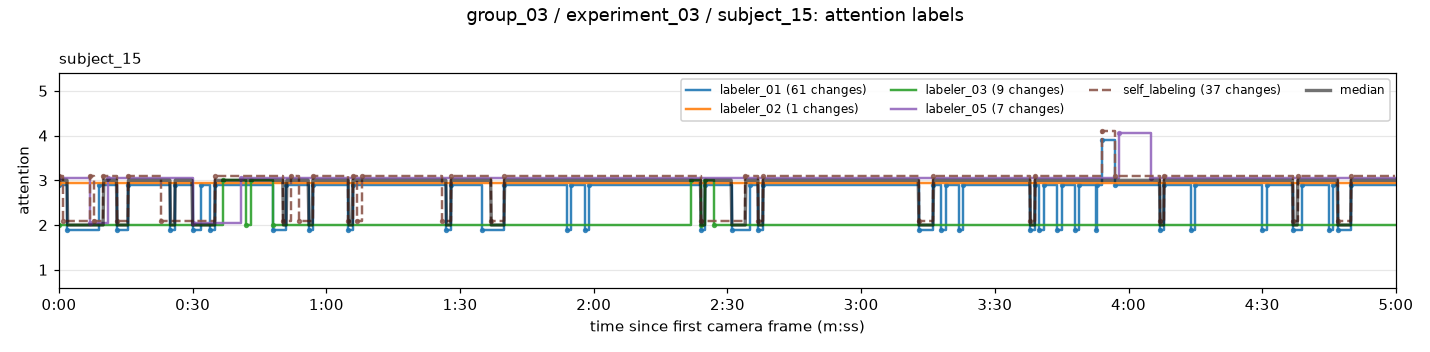 group_03 / experiment_03 / subject_15: attention labels
subject_15
labeler_01 (61 changes)
labeler_02 (1 changes)
labeler_03 (9 changes)
labeler_05 (7 changes)
self_labeling (37 changes)
median
attention
5
4
3
2
1
0:00 0:30 1:00 1:30 2:00 2:30 3:00 3:30 4:00 4:30 5:00
time since first camera frame (m:ss)